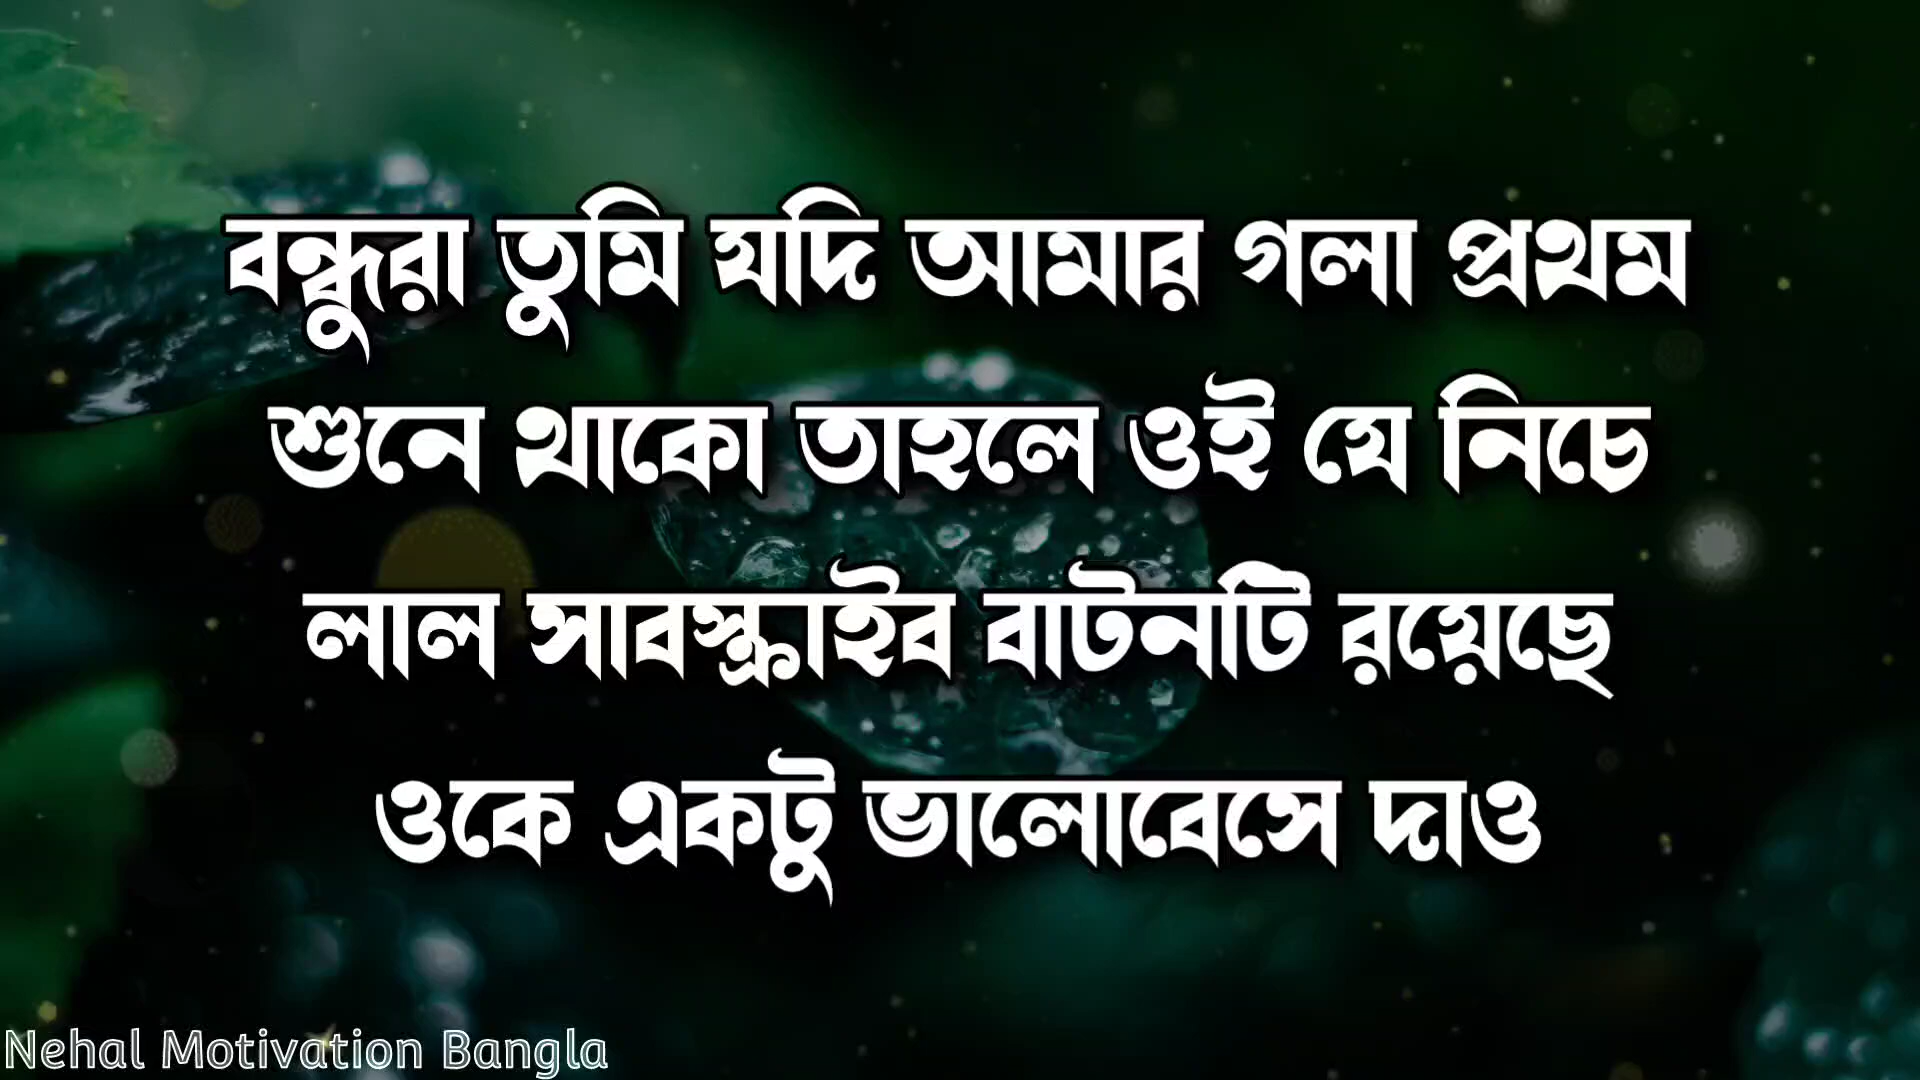 বন্ধুরা তুমি যদি আমার গলা প্রথম
শুনে থাকো তাহলে ওই যে নিচে
লাল সাবস্ক্রাইব বাটনটি রয়েছে
ওকে একটু ভালোবেসে দাও
Nehal Motivation Bangla